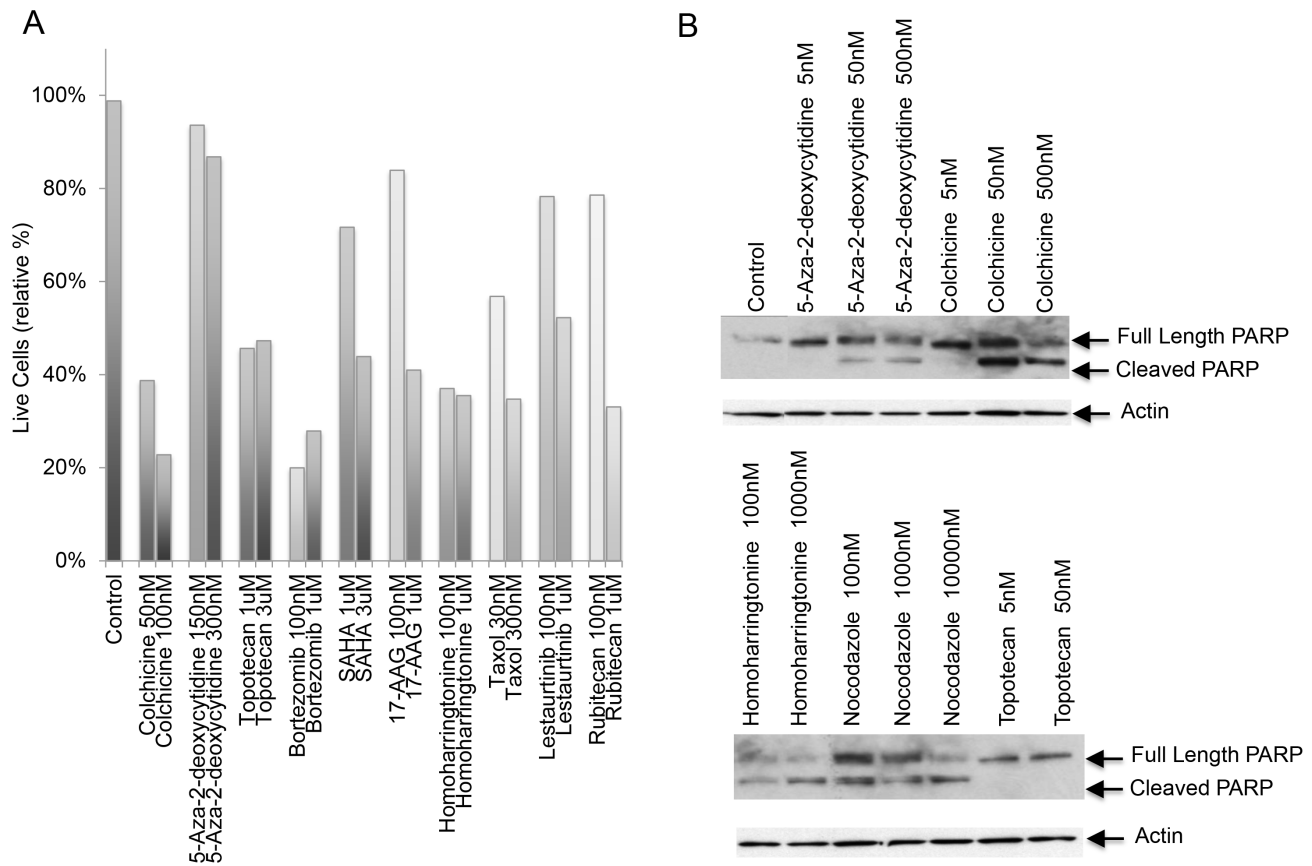 A
Live Cells (relative %)
100%
80%
60%
40%
20%
0%
Control
Colchicine 50nM
Colchicine 100nM
5-Aza-2-deoxycytidine 150nM
5-Aza-2-deoxycytidine 300nM
Topotecan 1uM
Topotecan 3uM
Bortezomib 100nM
Bortezomib 1uM
SAHA 1uM
SAHA 3uM
17-AAG 100nM
17-AAG 1uM
Homoharringtonine 100nM
Homoharringtonine 1uM
Taxol 30nM
Taxol 300nM
Lestaurtinib 100nM
Lestaurtinib 1uM
Rubitecan 100nM
Rubitecan 1uM
B
Control
5-Aza-2-deoxycytidine 5nM
5-Aza-2-deoxycytidine 50nM
5-Aza-2-deoxycytidine 500nM
Colchicine 5nM
Colchicine 50nM
Colchicine 500nM
Full Length PARP
Cleaved PARP
Actin
Homoharringtonine 100nM
Homoharringtonine 1000nM
Nocodazole 100nM
Nocodazole 1000nM
Nocodazole 10000nM
Topotecan 5nM
Topotecan 50nM
Full Length PARP
Cleaved PARP
Actin